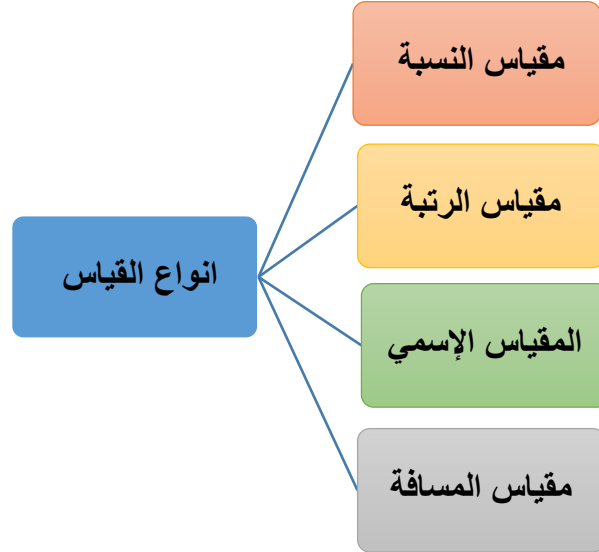 انواع القياس
مقياس النسبة
مقياس الرتبة
المقياس الإسمي
مقياس المسافة